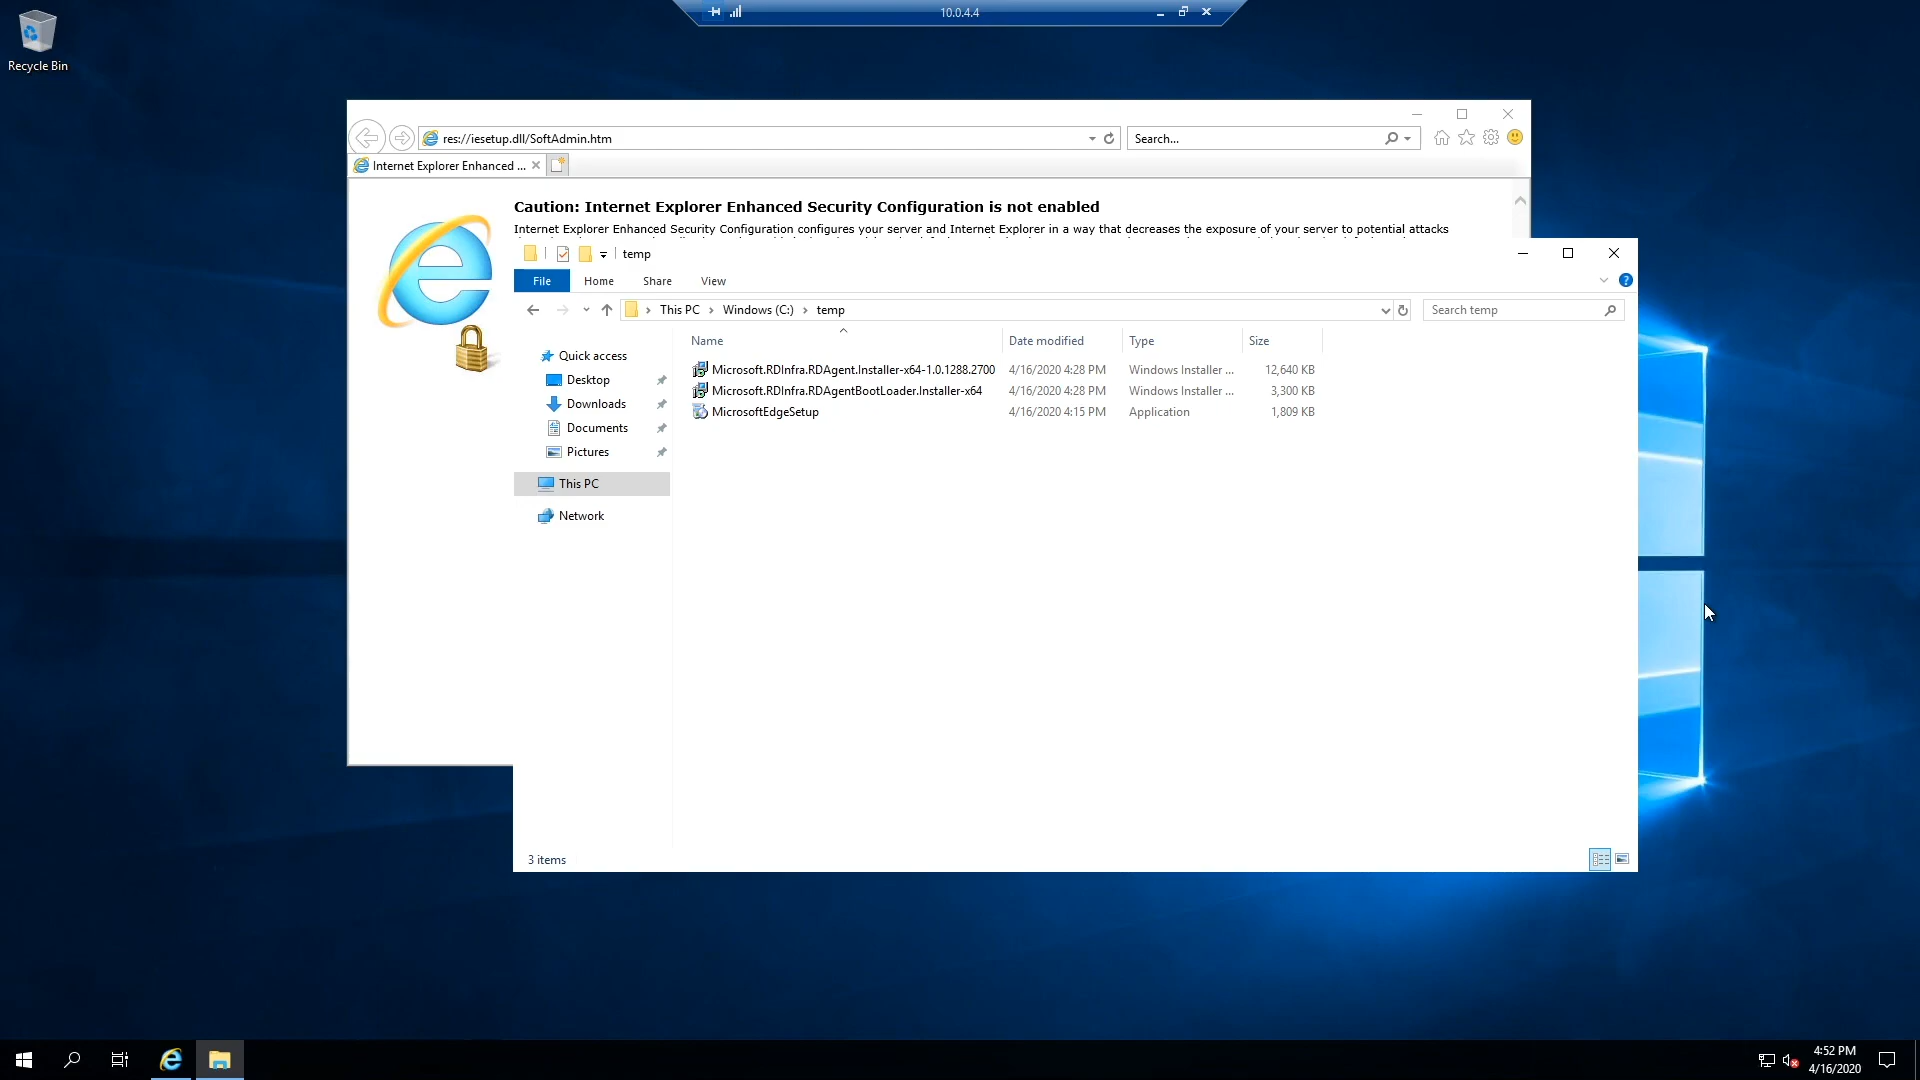 10.0.4.4
Recycle Bin
res://iesetup.dll/SoftAdmin.htm
Search...
Internet Explorer Enhanced ...
Caution: Internet Explorer Enhanced Security Configuration is not enabled
Internet Explorer Enhanced Security Configuration configures your server and Internet Explorer in a way that decreases the exposure of your server to potential attacks
temp
File Home Share View
This PC Windows (C:) temp
Search temp
Name Date modified Type Size
Quick access
Desktop
Downloads
Documents
Pictures
This PC
Network
Microsoft.RDInfra.RDAgent.Installer-x64-1.0.1288.2700 4/16/2020 4:28 PM Windows Installer ... 12,640 KB
Microsoft.RDInfra.RDAgentBootLoader.Installer-x64 4/16/2020 4:28 PM Windows Installer ... 3,300 KB
MicrosoftEdgeSetup 4/16/2020 4:15 PM Application 1,809 KB
3 items
4:52 PM
4/16/2020